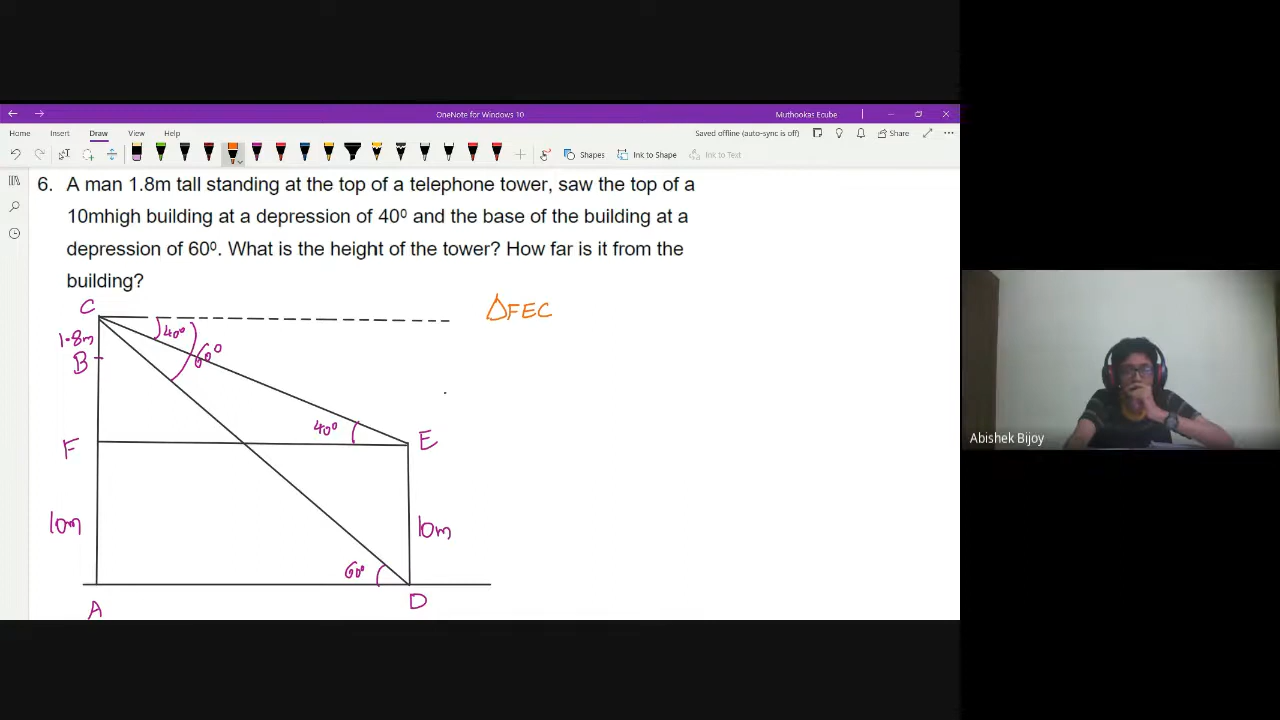 OneNote for Windows 10
Muthookas Ecube
Home Insert Draw View Help
Saved offline (auto-sync is off)
Share
Shapes
Ink to Shape
Ink to Text
6. A man 1.8m tall standing at the top of a telephone tower, saw the top of a
10mhigh building at a depression of 40⁰ and the base of the building at a
depression of 60⁰. What is the height of the tower? How far is it from the
building?
C
△FEC
1.8m
40°
60°
B
40°
E
F
10m
10m
60°
A
D
Abishek Bijoy